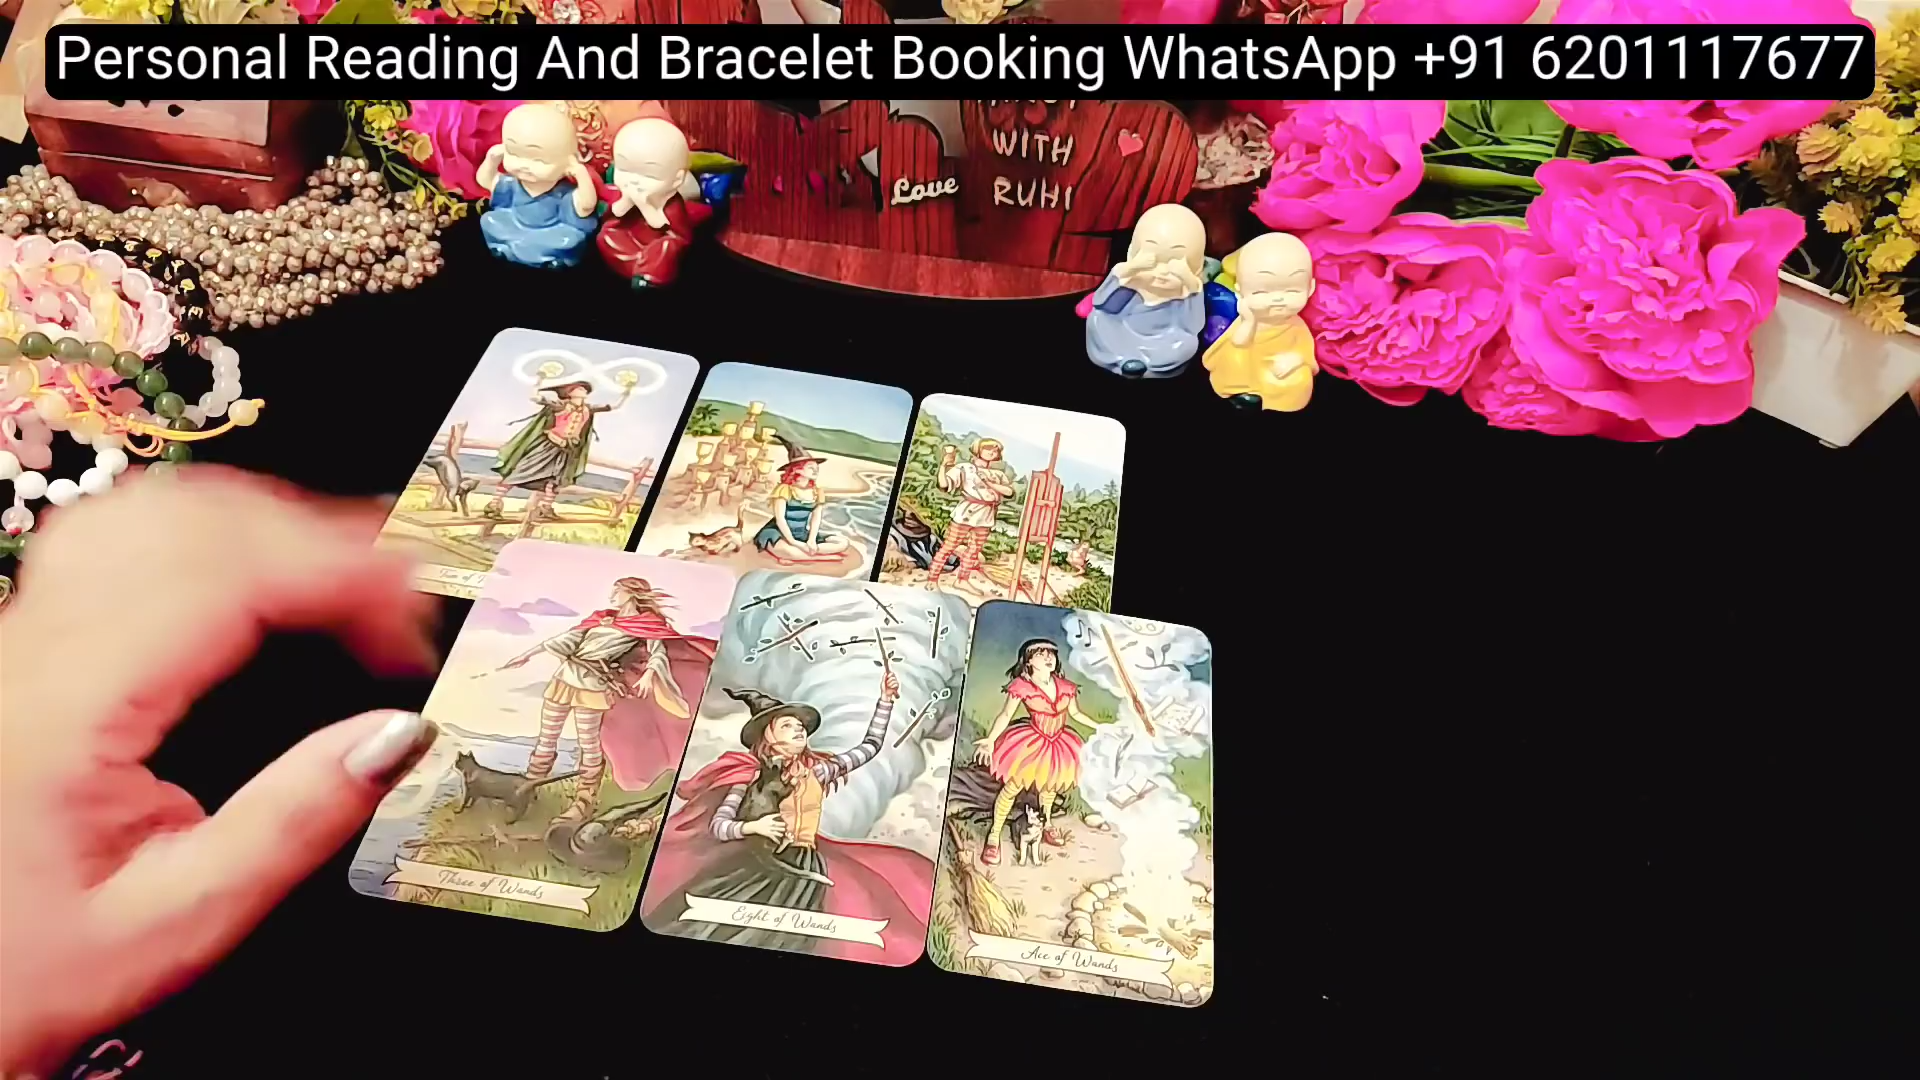 Personal Reading And Bracelet Booking WhatsApp +91 6201117677
WITH
Love
RUHI
Three of Wands
Eight of Wands
Ace of Wands